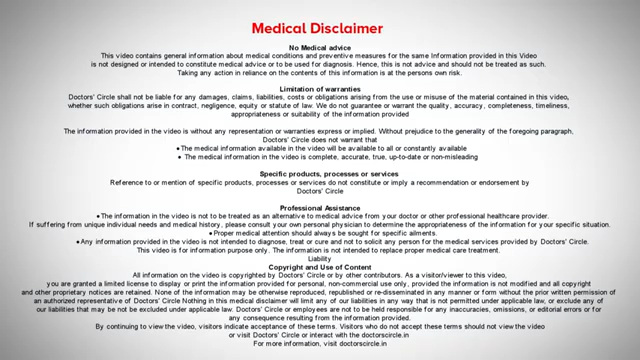 Medical Disclaimer
No Medical advice
This video contains general information about medical conditions and preventive measures for the same Information provided in this Video
is not designed or intended to constitute medical advice or to be used for diagnosis. Hence, this is not advice and should not be treated as such.
Taking any action in reliance on the contents of this information is at the persons own risk.
Limitation of warranties
Doctors' Circle shall not be liable for any damages, claims, liabilities, costs or obligations arising from the use or misuse of the material contained in this video,
whether such obligations arise in contract, negligence, equity or statute of law. We do not guarantee or warrant the quality, accuracy, completeness, timeliness,
appropriateness or suitability of the information provided
The information provided in the video is without any representation or warranties express or implied. Without prejudice to the generality of the foregoing paragraph,
Doctors' Circle does not warrant that
• The medical information available in the video will be available to all or constantly available
• The medical information in the video is complete, accurate, true, up-to-date or non-misleading
Specific products, processes or services
Reference to or mention of specific products, processes or services do not constitute or imply a recommendation or endorsement by
Doctors' Circle
Professional Assistance
• The information in the video is not to be treated as an alternative to medical advice from your doctor or other professional healthcare provider.
If suffering from unique individual needs and medical history, please consult your own personal physician to determine the appropriateness of the information for your specific situation.
• Proper medical attention should always be sought for specific ailments.
• Any information provided in the video is not intended to diagnose, treat or cure and not to solicit any person for the medical services provided by Doctors' Circle.
This video is for information purpose only. The information is not intended to replace proper medical care treatment.
Liability
Copyright and Use of Content
All information on the video is copyrighted by Doctors' Circle or by other contributors. As a visitor/viewer to this video,
you are granted a limited license to display or print the information provided for personal, non-commercial use only, provided the information is not modified and all copyright
and other proprietary notices are retained. None of the information may be otherwise reproduced, republished or re-disseminated in any manner or form without the prior written permission of
an authorized representative of Doctors' Circle Nothing in this medical disclaimer will limit any of our liabilities in any way that is not permitted under applicable law, or exclude any of
our liabilities that may not be excluded under applicable law. Doctors' Circle or employees are not to be held responsible for any inaccuracies, omissions, or editorial errors or for
any consequence resulting from the information provided.
By continuing to view the video, visitors indicate acceptance of these terms. Visitors who do not accept these terms should not view the video
or visit Doctors' Circle or interact with the doctorscircle.in
For more information, visit doctorscircle.in